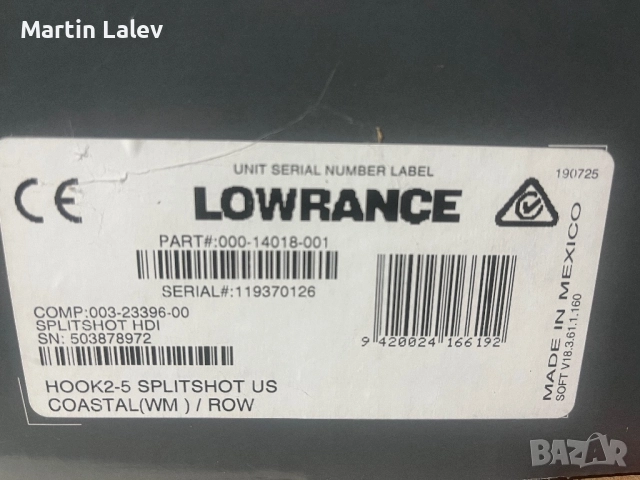 Martin Lalev
UNIT SERIAL NUMBER LABEL
190725
CE
LOWRANCE
PART#:000-14018-001
SERIAL#:119370126
COMP:003-23396-00
SPLITSHOT HDI
SN: 503878972
9 420024 166192
HOOK2-5 SPLITSHOT US
COASTAL(WM ) / ROW
MADE IN MEXICO
SOFT V18.3.61.1.160
BAZAR